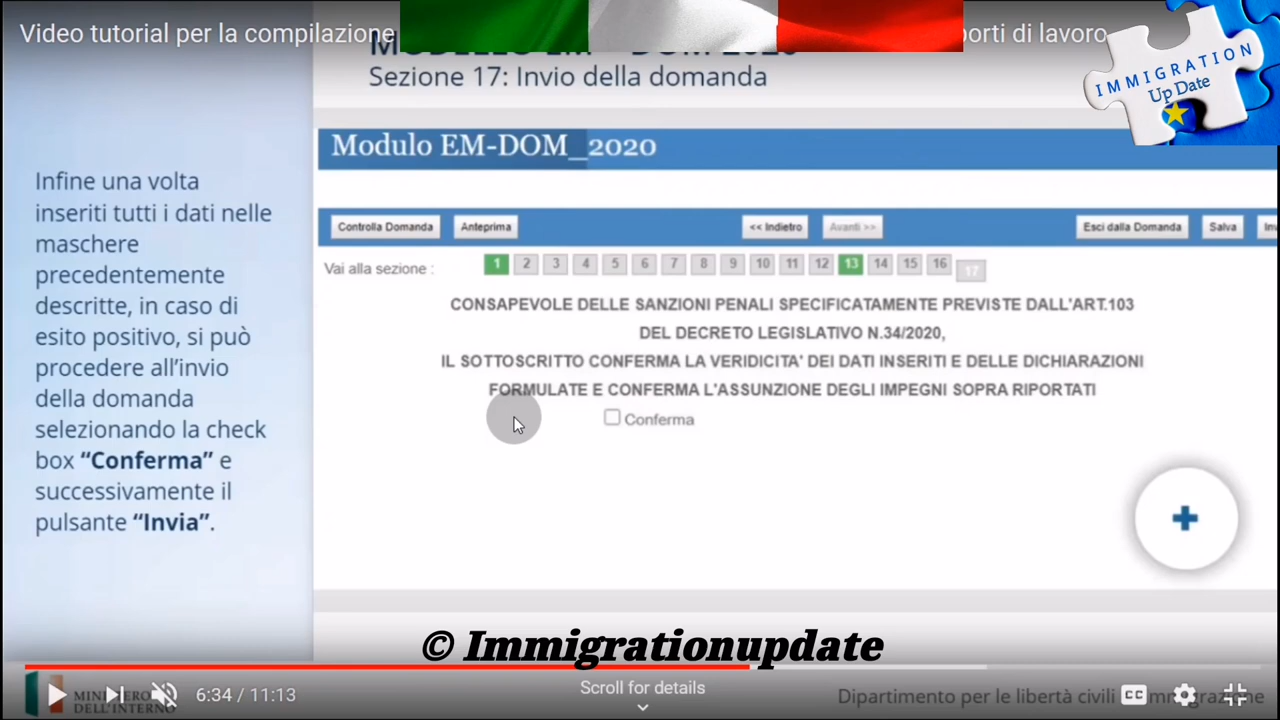 Video tutorial per la compilazione
porti di lavoro
IMMIGRATION
Up Date
2020
Sezione 17: Invio della domanda
Modulo EM-DOM_2020
Controlla Domanda
Anteprima
<< Indietro
Avanti >>
Esci dalla Domanda
Salva
Vai alla sezione :
1 2 3 4 5 6 7 8 9 10 11 12 13 14 15 16 17
CONSAPEVOLE DELLE SANZIONI PENALI SPECIFICATAMENTE PREVISTE DALL'ART.103
DEL DECRETO LEGISLATIVO N.34/2020,
IL SOTTOSCRITTO CONFERMA LA VERIDICITA' DEI DATI INSERITI E DELLE DICHIARAZIONI
FORMULATE E CONFERMA L'ASSUNZIONE DEGLI IMPEGNI SOPRA RIPORTATI
Conferma
Infine una volta
inseriti tutti i dati nelle
maschere
precedentemente
descritte, in caso di
esito positivo, si può
procedere all’invio
della domanda
selezionando la check
box “Conferma” e
successivamente il
pulsante “Invia”.
© Immigrationupdate
6:34 / 11:13
Scroll for details
DELL'INTERNO
Dipartimento per le libertà civili
CC